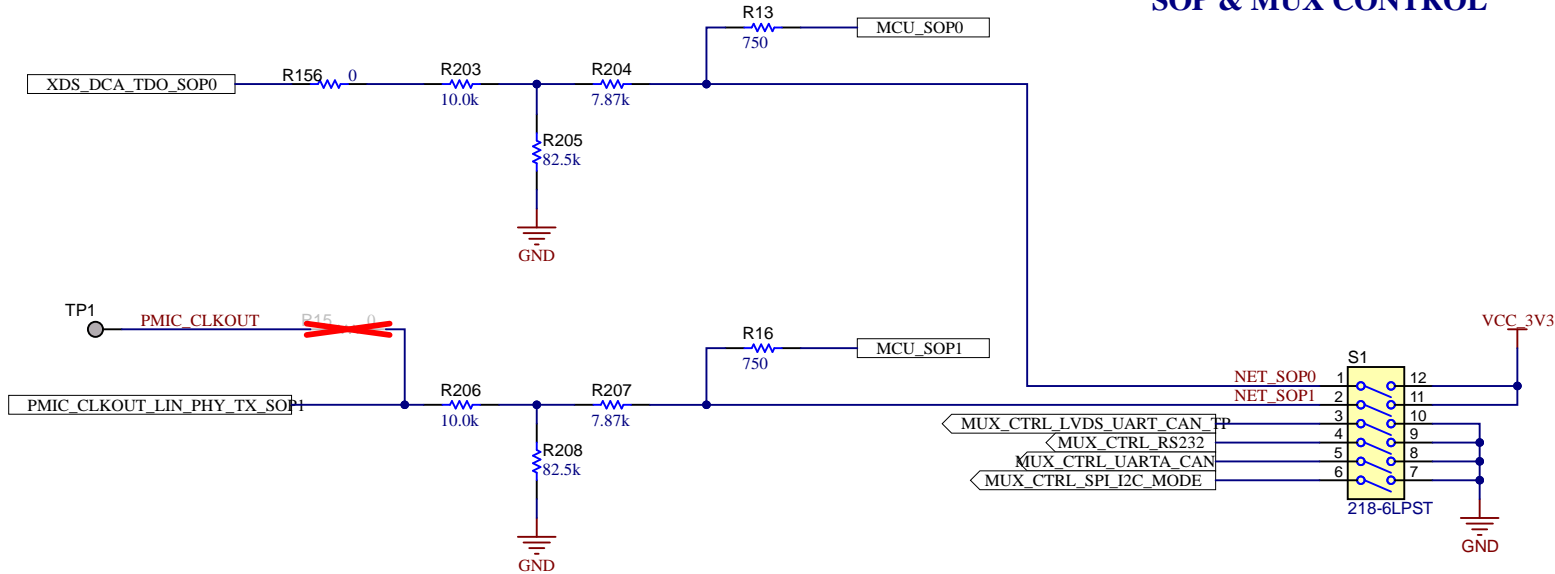 SOP & MUX CONTROL
R13
750
MCU_SOP0
XDS_DCA_TDO_SOP0
R156 0
R203
10.0k
R204
7.87k
R205
82.5k
GND
TP1
PMIC_CLKOUT
R15 0
R16
750
MCU_SOP1
PMIC_CLKOUT_LIN_PHY_TX_SOP1
R206
10.0k
R207
7.87k
R208
82.5k
GND
VCC_3V3
S1
NET_SOP0 1 12
NET_SOP1 2 11
MUX_CTRL_LVDS_UART_CAN_TP 3 10
MUX_CTRL_RS232 4 9
MUX_CTRL_UARTA_CAN 5 8
MUX_CTRL_SPI_I2C_MODE 6 7
218-6LPST
GND